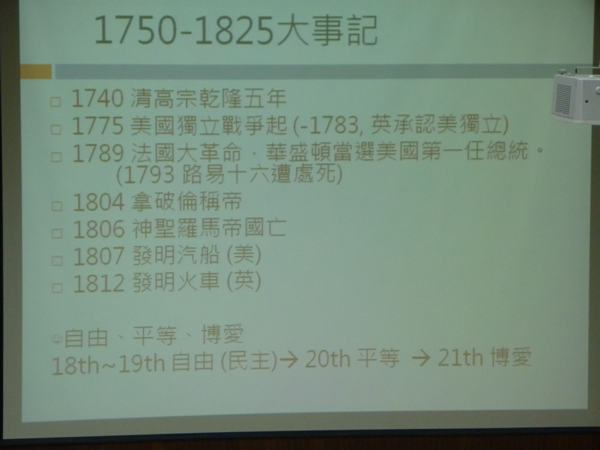 1750-1825大事記
□ 1740 清高宗乾隆五年
□ 1775 美國獨立戰爭起 (-1783, 英承認美獨立)
□ 1789 法國大革命，華盛頓當選美國第一任總統。
(1793 路易十六遭處死)
□ 1804 拿破倫稱帝
□ 1806 神聖羅馬帝國亡
□ 1807 發明汽船 (美)
□ 1812 發明火車 (英)
☺自由、平等、博愛
18th~19th 自由 (民主)→ 20th 平等 → 21th 博愛